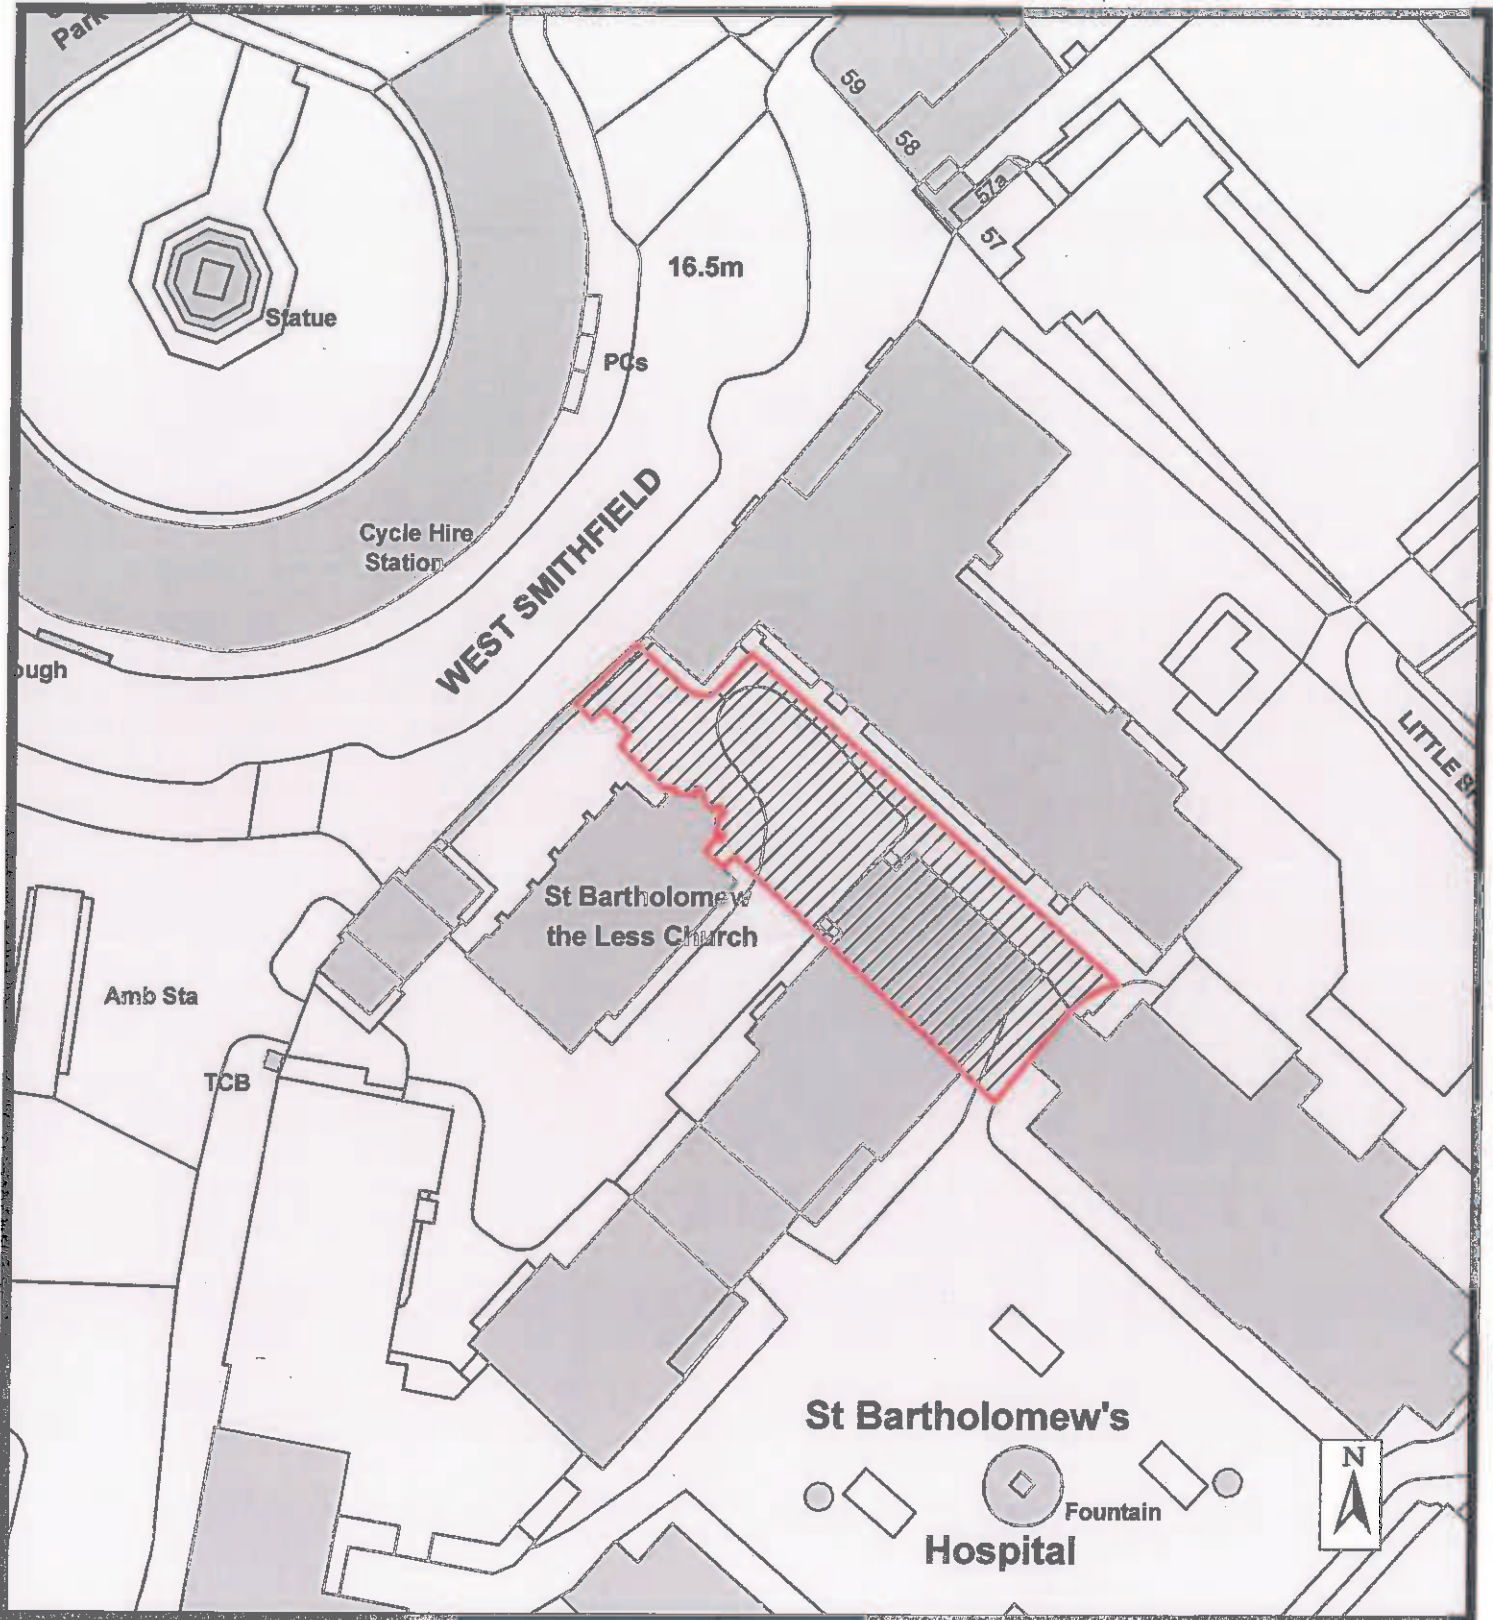 Park
59
58
57a
57
16.5m
Statue
PCs
Cycle Hire
Station
WEST SMITHFIELD
ough
LITTLE
St Bartholomew
the Less Church
Amb Sta
TCB
St Bartholomew's
Fountain
Hospital
N